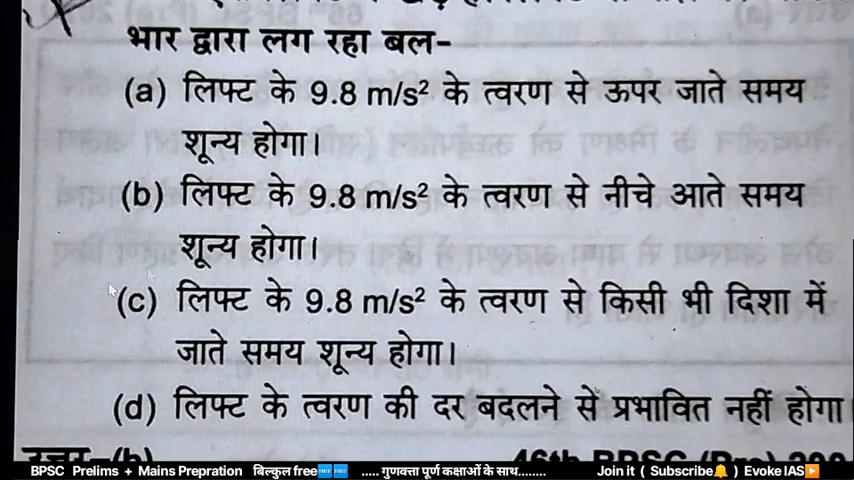 भार द्वारा लग रहा बल-
(a) लिफ्ट के 9.8 m/s² के त्वरण से ऊपर जाते समय
शून्य होगा।
(b) लिफ्ट के 9.8 m/s² के त्वरण से नीचे आते समय
शून्य होगा।
(c) लिफ्ट के 9.8 m/s² के त्वरण से किसी भी दिशा में
जाते समय शून्य होगा।
(d) लिफ्ट के त्वरण की दर बदलने से प्रभावित नहीं होगा
उत्तर-(b) 46th BPSC (Pre)
BPSC Prelims + Mains Prepration बिल्कुल free ..... गुणवत्ता पूर्ण कक्षाओं के साथ........ Join it ( Subscribe🔔 ) Evoke IAS▶️